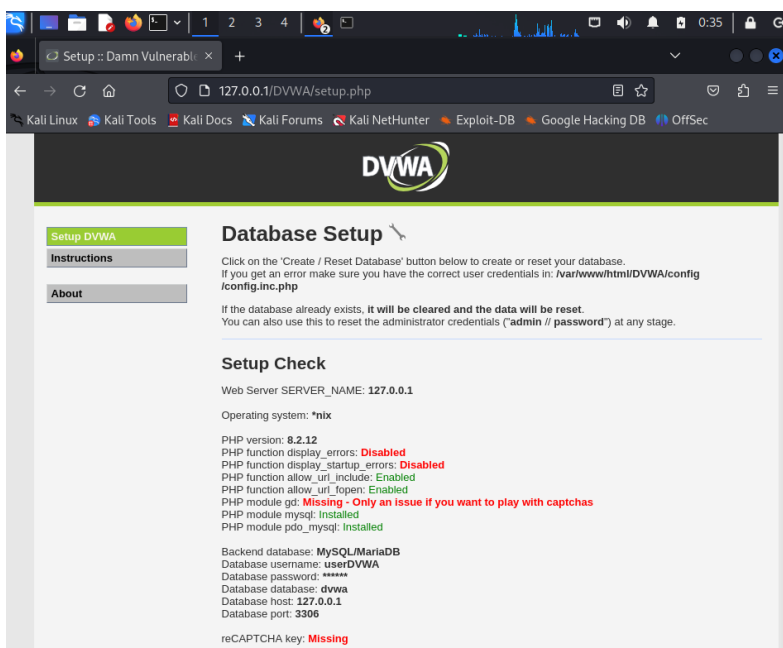 1 2 3 4 2 0:35
Setup :: Damn Vulnerabl
127.0.0.1/DVWA/setup.php
Kali Linux Kali Tools Kali Docs Kali Forums Kali NetHunter Exploit-DB Google Hacking DB OffSec
DVWA
Setup DVWA
Instructions
About
Database Setup
Click on the 'Create / Reset Database' button below to create or reset your database.
If you get an error make sure you have the correct user credentials in: /var/www/html/DVWA/config
/config.inc.php
If the database already exists, it will be cleared and the data will be reset.
You can also use this to reset the administrator credentials ("admin // password") at any stage.
Setup Check
Web Server SERVER_NAME: 127.0.0.1
Operating system: *nix
PHP version: 8.2.12
PHP function display_errors: Disabled
PHP function display_startup_errors: Disabled
PHP function allow_url_include: Enabled
PHP function allow_url_fopen: Enabled
PHP module gd: Missing - Only an issue if you want to play with captchas
PHP module mysql: Installed
PHP module pdo_mysql: Installed
Backend database: MySQL/MariaDB
Database username: userDVWA
Database password: ******
Database database: dvwa
Database host: 127.0.0.1
Database port: 3306
reCAPTCHA key: Missing